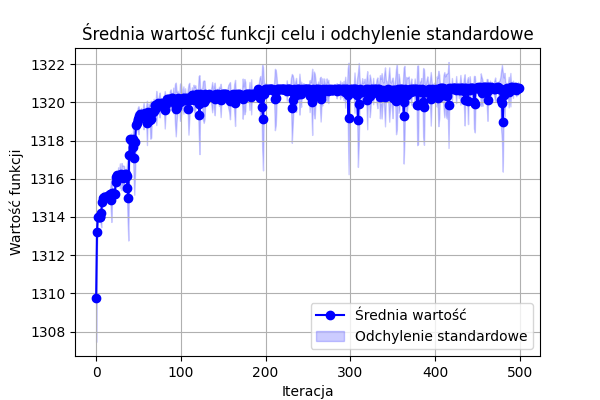 Średnia wartość funkcji celu i odchylenie standardowe
1322
1320
1318
1316
1314
1312
1310
1308
Wartość funkcji
0 100 200 300 400 500
Iteracja
Średnia wartość
Odchylenie standardowe